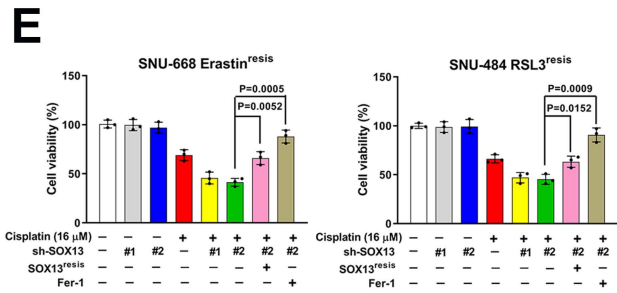 E
SNU-668 Erastin^resis
Cell viability (%)
150
100
50
0
P=0.0005
P=0.0052
Cisplatin (16 μM) − − − + + + + +
sh-SOX13 − #1 #2 − #1 #2 #2 #2
SOX13^resis − − − − − − + −
Fer-1 − − − − − − − +
SNU-484 RSL3^resis
Cell viability (%)
150
100
50
0
P=0.0009
P=0.0152
Cisplatin (16 μM) − − − + + + + +
sh-SOX13 − #1 #2 − #1 #2 #2 #2
SOX13^resis − − − − − − + −
Fer-1 − − − − − − − +